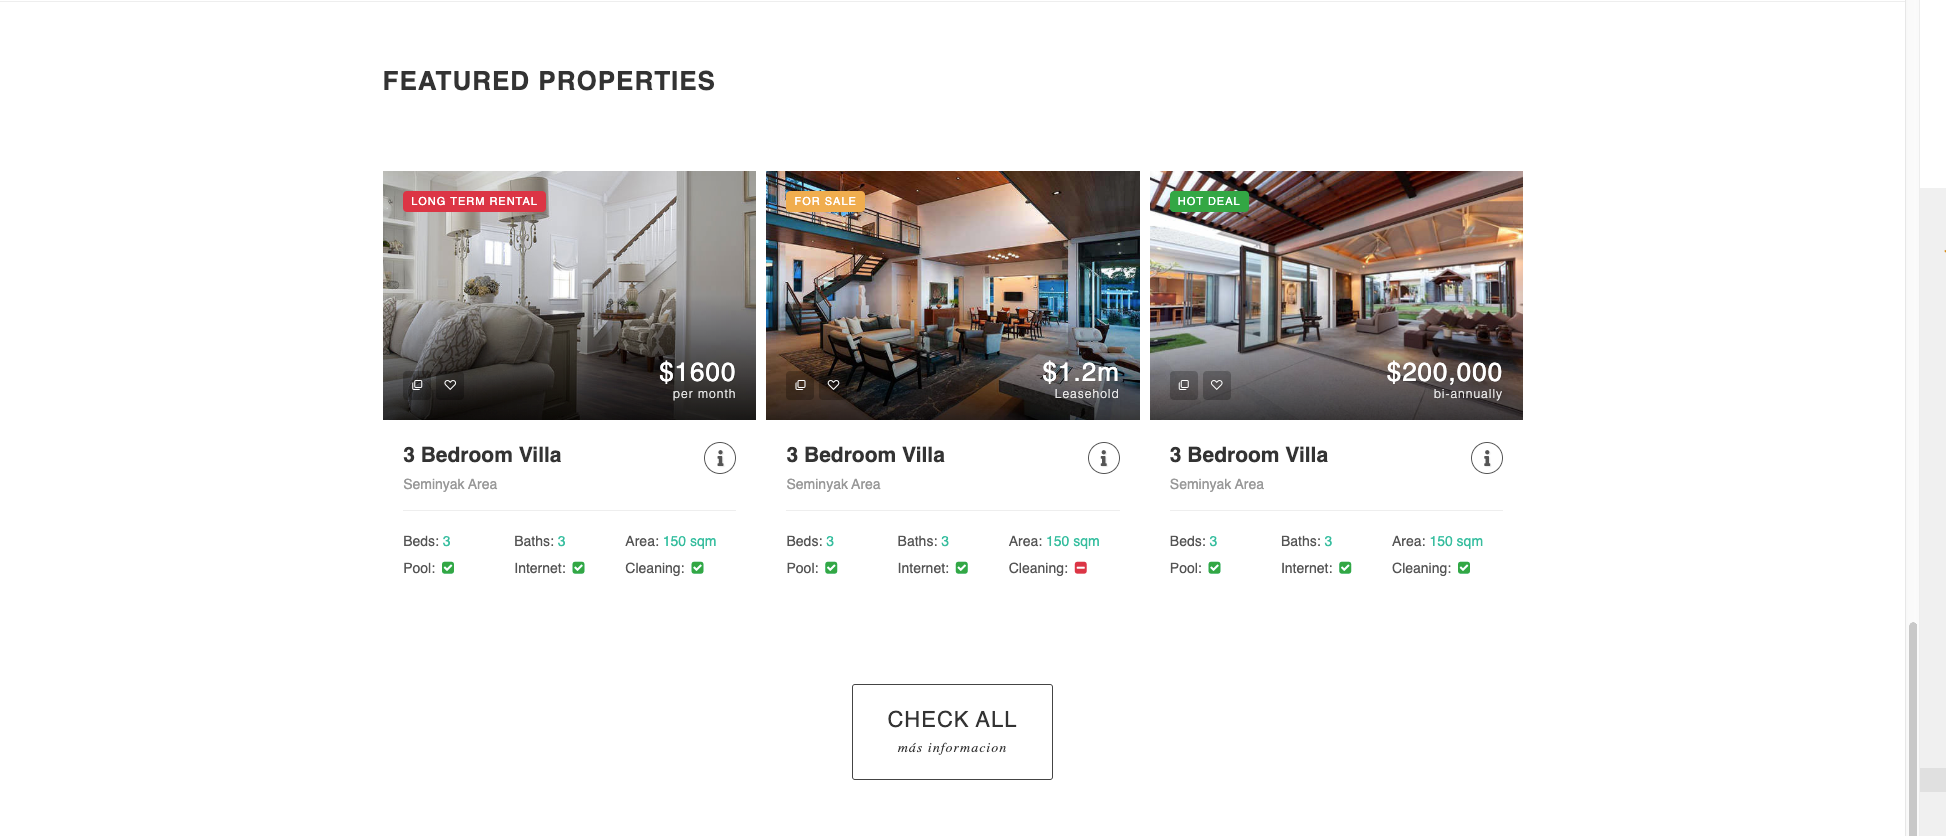 FEATURED PROPERTIES
LONG TERM RENTAL
$1600
per month
3 Bedroom Villa
Seminyak Area
Beds: 3 Baths: 3 Area: 150 sqm
Pool: Internet: Cleaning:
FOR SALE
$1.2m
Leasehold
3 Bedroom Villa
Seminyak Area
Beds: 3 Baths: 3 Area: 150 sqm
Pool: Internet: Cleaning:
HOT DEAL
$200,000
bi-annually
3 Bedroom Villa
Seminyak Area
Beds: 3 Baths: 3 Area: 150 sqm
Pool: Internet: Cleaning:
CHECK ALL
más informacion